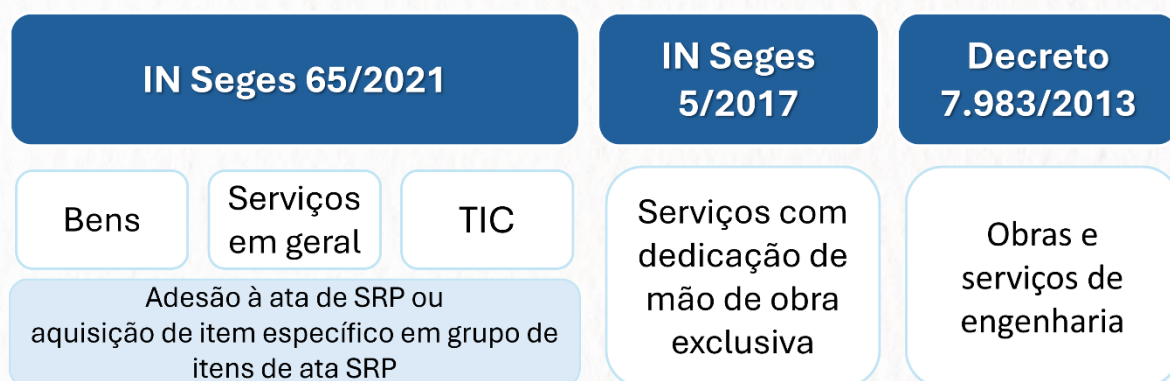 IN Seges 65/2021
IN Seges
5/2017
Decreto
7.983/2013
Bens
Serviços
em geral
TIC
Adesão à ata de SRP ou
aquisição de item específico em grupo de
itens de ata SRP
Serviços com
dedicação de
mão de obra
exclusiva
Obras e
serviços de
engenharia